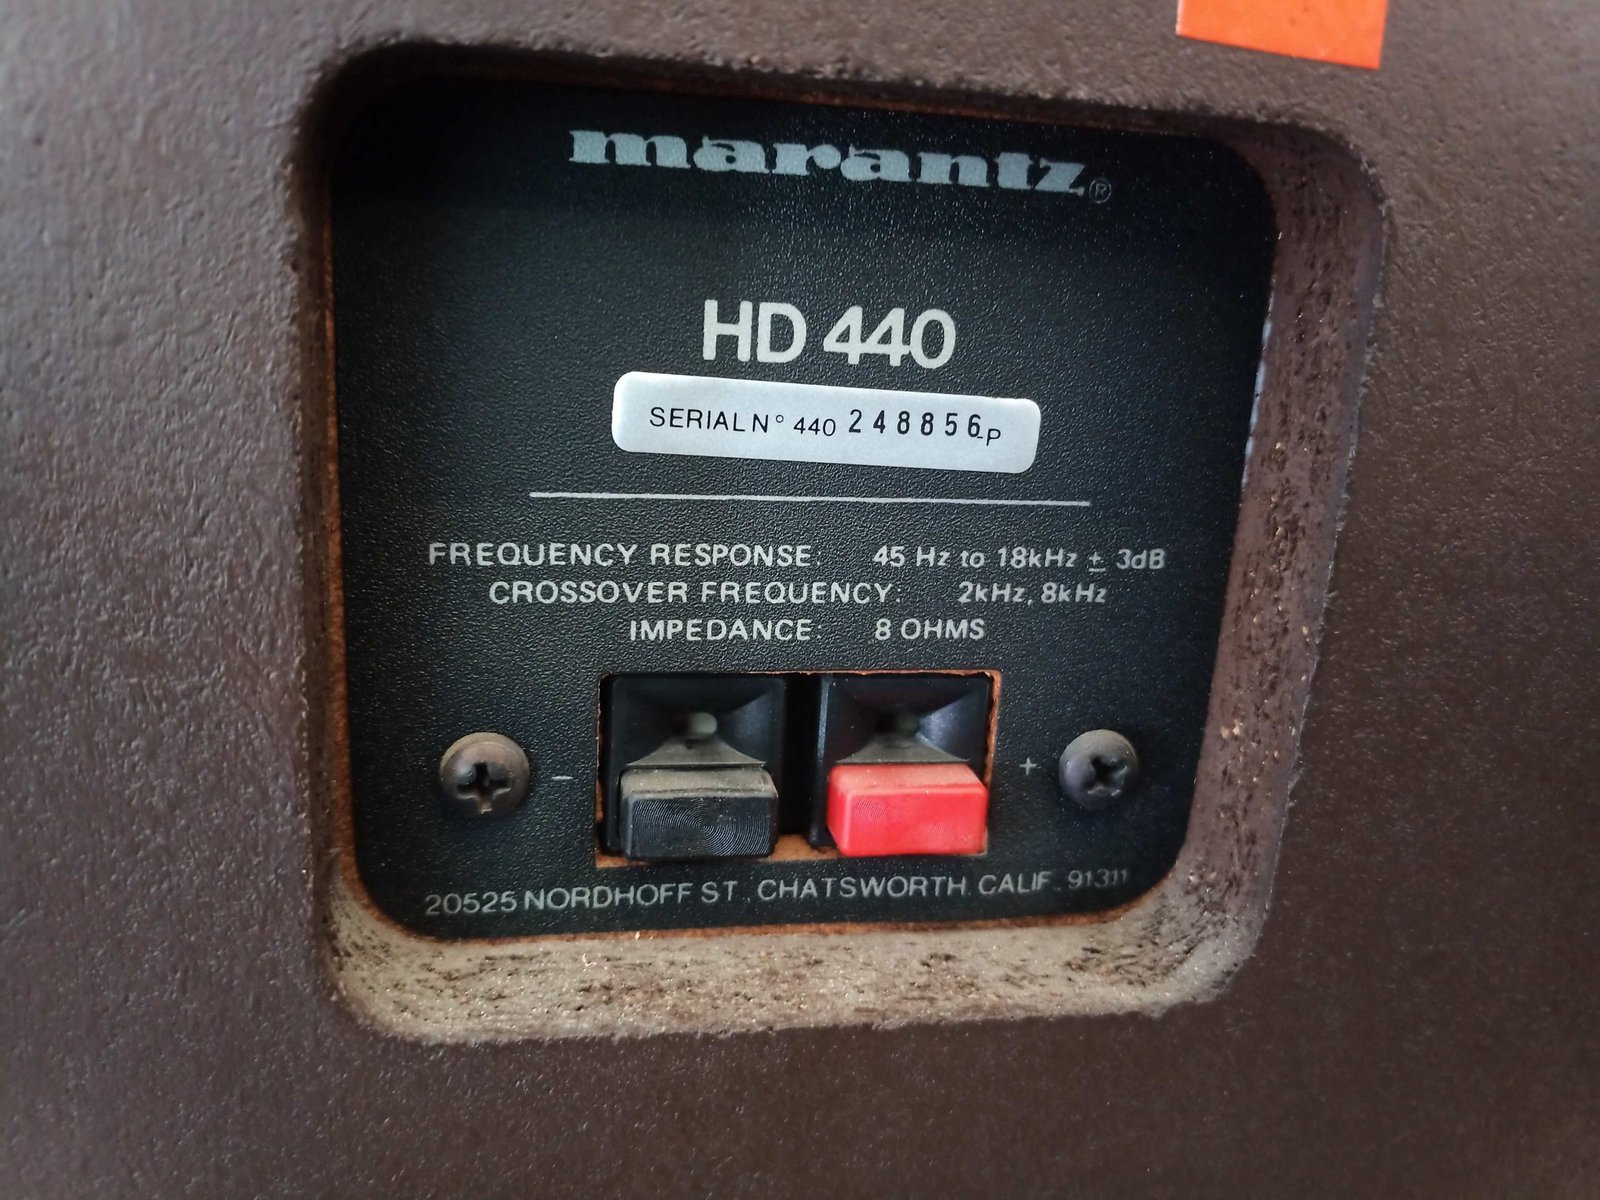 marantz®
HD 440
SERIAL N° 440 248856-P
FREQUENCY RESPONSE: 45 Hz to 18kHz ± 3dB
CROSSOVER FREQUENCY: 2kHz, 8kHz
IMPEDANCE: 8 OHMS
- +
20525 NORDHOFF ST., CHATSWORTH, CALIF. 91311